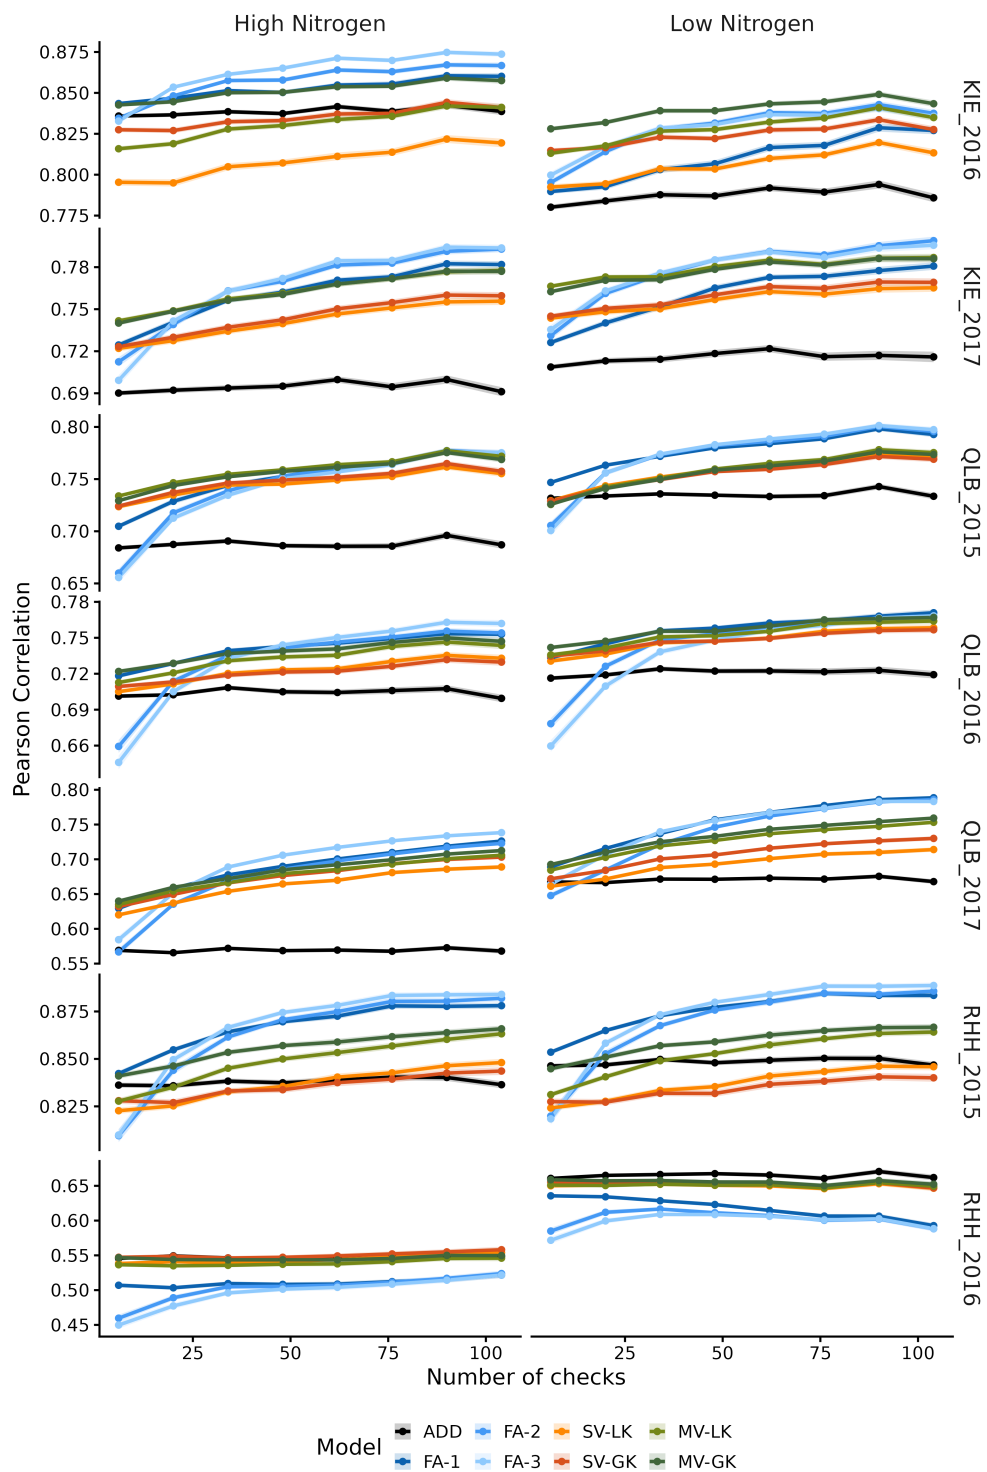 High Nitrogen
Low Nitrogen
0.875
0.850
0.825
0.800
0.775
KIE_2016
0.78
0.75
0.72
0.69
KIE_2017
0.80
0.75
0.70
0.65
QLB_2015
0.78
0.75
0.72
0.69
0.66
QLB_2016
0.80
0.75
0.70
0.65
0.60
0.55
QLB_2017
0.875
0.850
0.825
RHH_2015
0.65
0.60
0.55
0.50
0.45
RHH_2016
Pearson Correlation
25 50 75 100
25 50 75 100
Number of checks
Model
ADD FA-2 SV-LK MV-LK
FA-1 FA-3 SV-GK MV-GK